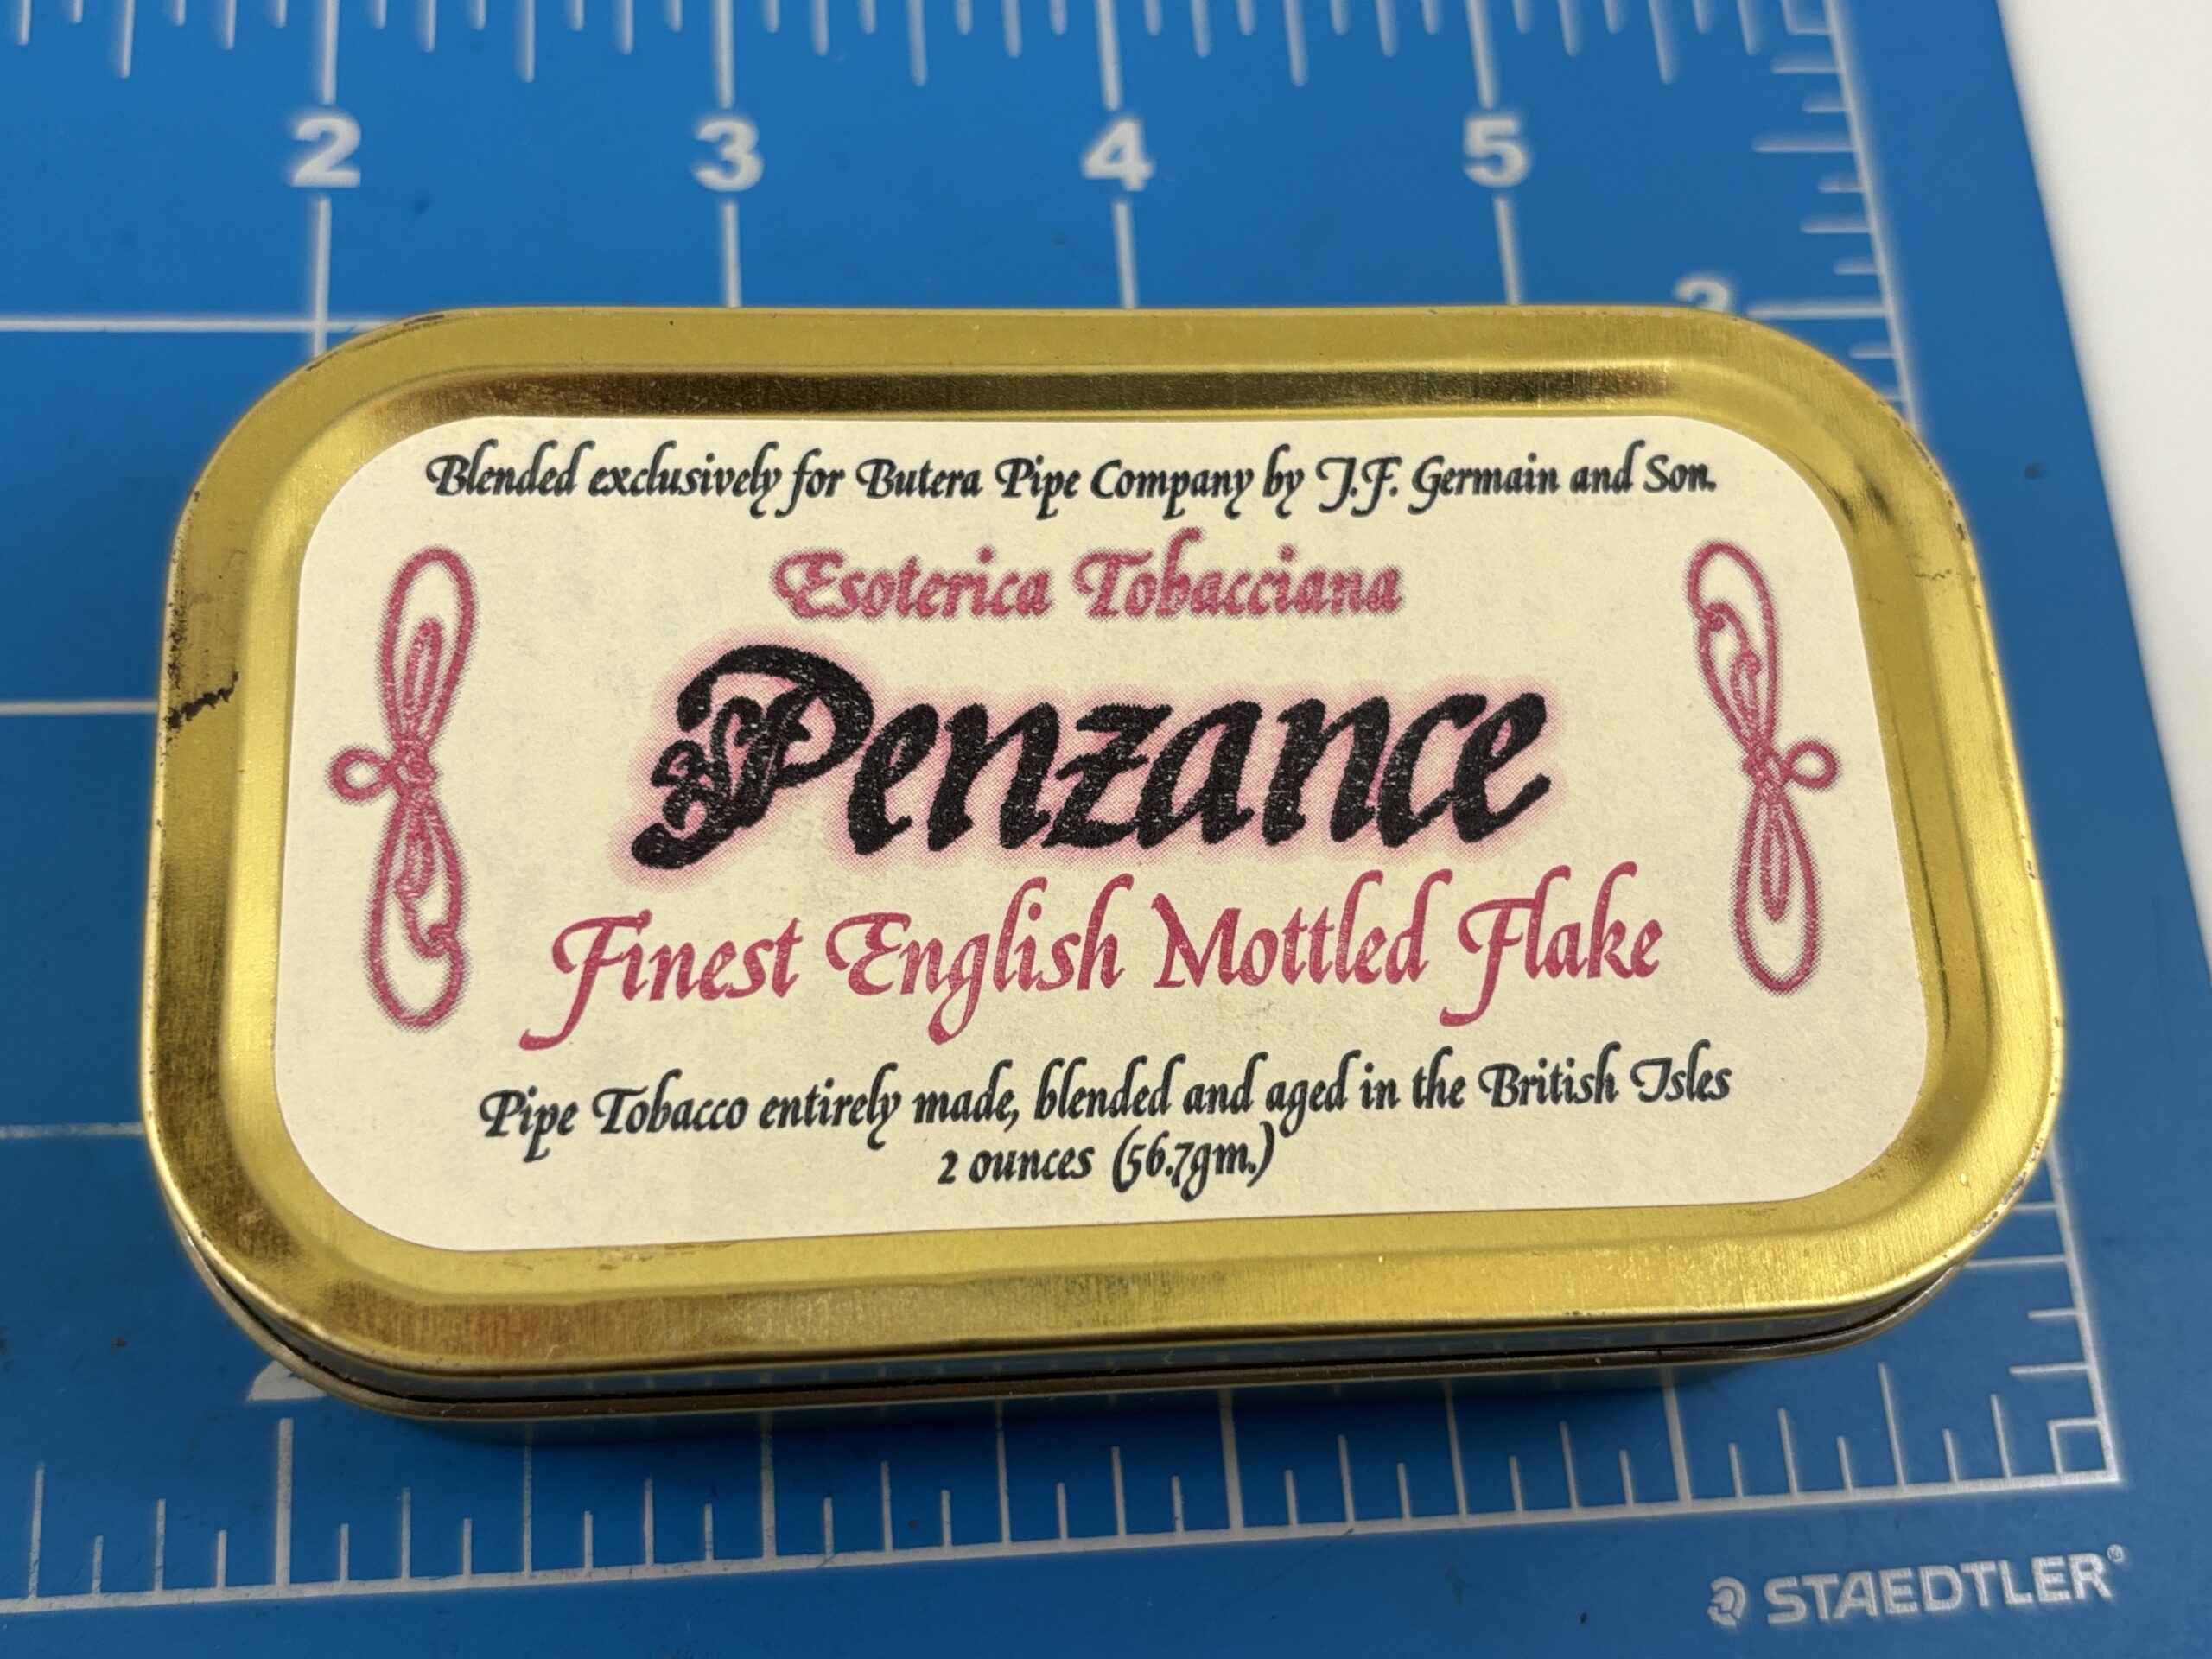 2 3 4 5
2
Blended exclusively for Butera Pipe Company by J.F. Germain and Son.
Esoterica Tobacciana
Penzance
Finest English Mottled Flake
Pipe Tobacco entirely made, blended and aged in the British Isles
2 ounces (56.7gm.)
STAEDTLER®